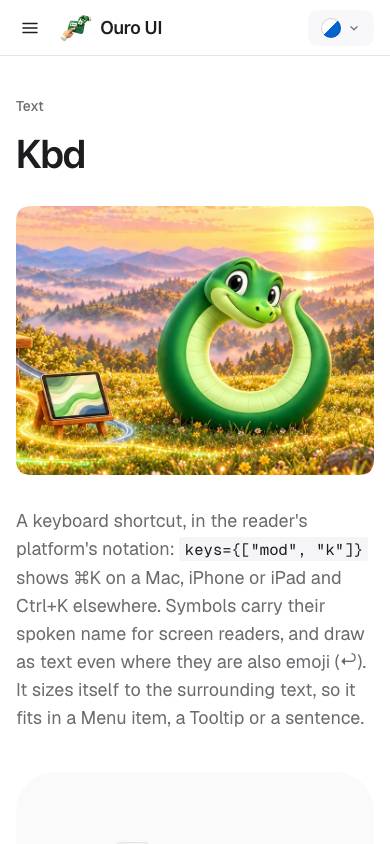 Ouro UI
Text
Kbd
A keyboard shortcut, in the reader's
platform's notation: keys={["mod", "k"]}
shows ⌘K on a Mac, iPhone or iPad and
Ctrl+K elsewhere. Symbols carry their
spoken name for screen readers, and draw
as text even where they are also emoji (↩).
It sizes itself to the surrounding text, so it
fits in a Menu item, a Tooltip or a sentence.